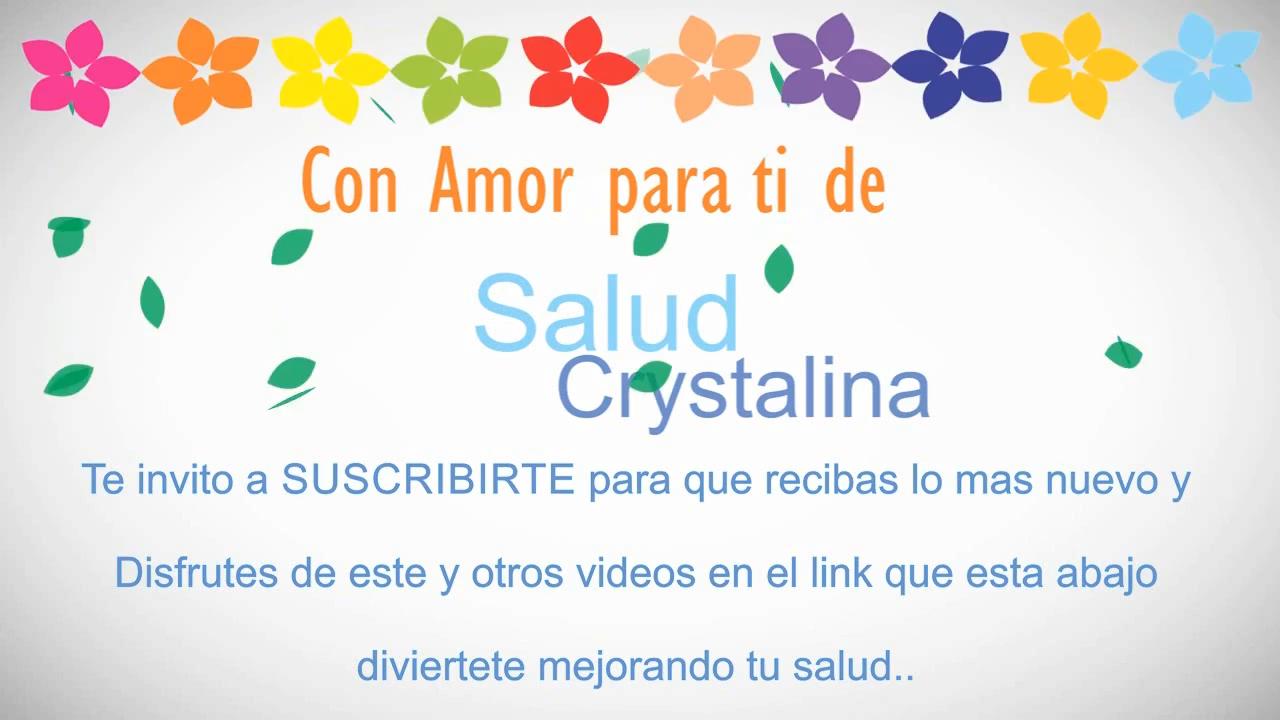 Con Amor para ti de
Salud
Crystalina
Te invito a SUSCRIBIRTE para que recibas lo mas nuevo y
Disfrutes de este y otros videos en el link que esta abajo
diviertete mejorando tu salud..